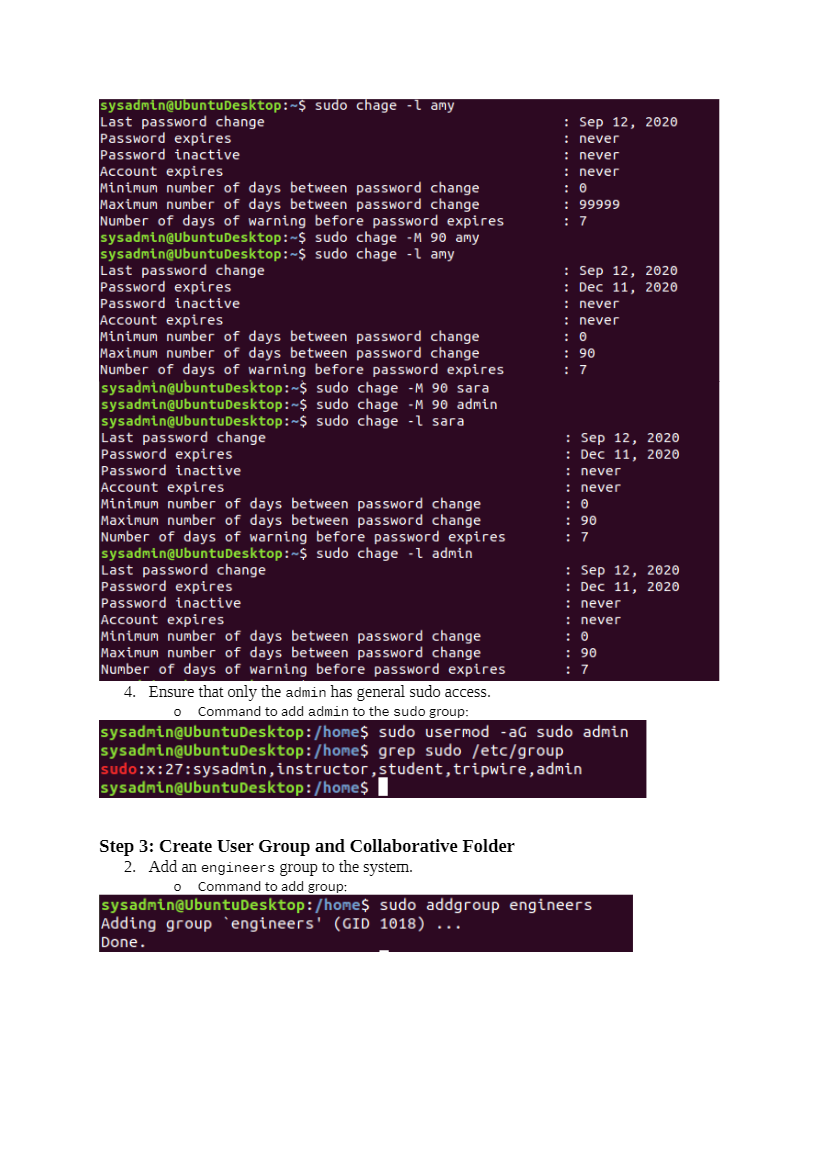 sysadmin@UbuntuDesktop:~$ sudo chage -l amy
Last password change : Sep 12, 2020
Password expires : never
Password inactive : never
Account expires : never
Minimum number of days between password change : 0
Maximum number of days between password change : 99999
Number of days of warning before password expires : 7
sysadmin@UbuntuDesktop:~$ sudo chage -M 90 amy
sysadmin@UbuntuDesktop:~$ sudo chage -l amy
Last password change : Sep 12, 2020
Password expires : Dec 11, 2020
Password inactive : never
Account expires : never
Minimum number of days between password change : 0
Maximum number of days between password change : 90
Number of days of warning before password expires : 7
sysadmin@UbuntuDesktop:~$ sudo chage -M 90 sara
sysadmin@UbuntuDesktop:~$ sudo chage -M 90 admin
sysadmin@UbuntuDesktop:~$ sudo chage -l sara
Last password change : Sep 12, 2020
Password expires : Dec 11, 2020
Password inactive : never
Account expires : never
Minimum number of days between password change : 0
Maximum number of days between password change : 90
Number of days of warning before password expires : 7
sysadmin@UbuntuDesktop:~$ sudo chage -l admin
Last password change : Sep 12, 2020
Password expires : Dec 11, 2020
Password inactive : never
Account expires : never
Minimum number of days between password change : 0
Maximum number of days between password change : 90
Number of days of warning before password expires : 7
4. Ensure that only the admin has general sudo access.
o Command to add admin to the sudo group:
sysadmin@UbuntuDesktop:/home$ sudo usermod -aG sudo admin
sysadmin@UbuntuDesktop:/home$ grep sudo /etc/group
sudo:x:27:sysadmin,instructor,student,tripwire,admin
sysadmin@UbuntuDesktop:/home$
Step 3: Create User Group and Collaborative Folder
2. Add an engineers group to the system.
o Command to add group:
sysadmin@UbuntuDesktop:/home$ sudo addgroup engineers
Adding group `engineers' (GID 1018) ...
Done.